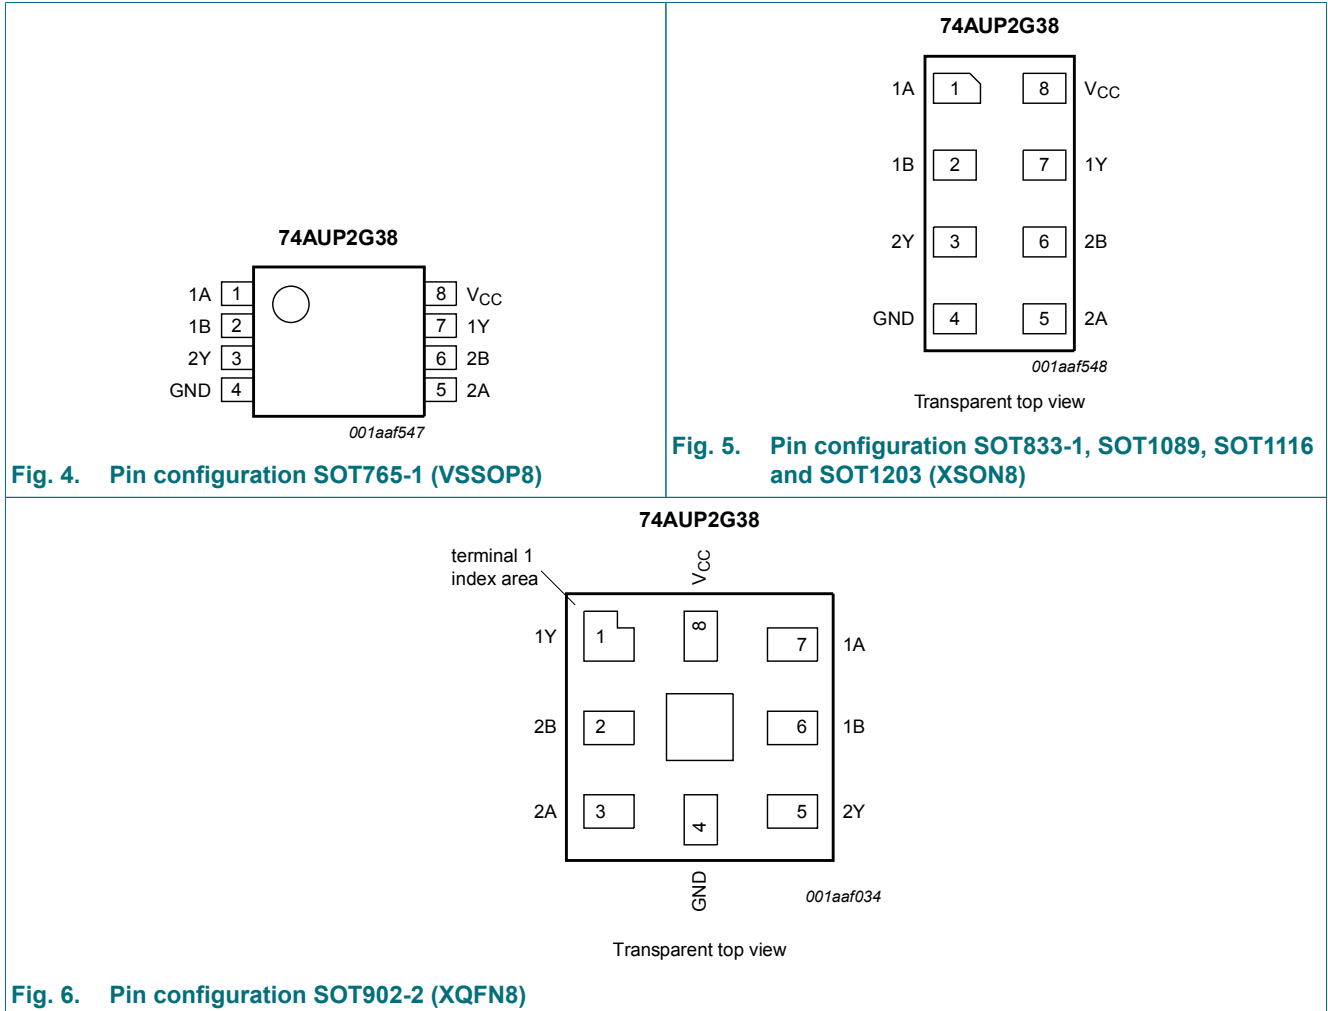 74AUP2G38
1A 1 8 VCC
1B 2 7 1Y
2Y 3 6 2B
GND 4 5 2A
001aaf547
Fig. 4. Pin configuration SOT765-1 (VSSOP8)
74AUP2G38
1A 1 8 VCC
1B 2 7 1Y
2Y 3 6 2B
GND 4 5 2A
001aaf548
Transparent top view
Fig. 5. Pin configuration SOT833-1, SOT1089, SOT1116
and SOT1203 (XSON8)
74AUP2G38
terminal 1
index area
VCC
1Y 1 8 7 1A
2B 2 6 1B
2A 3 4 5 2Y
GND
001aaf034
Transparent top view
Fig. 6. Pin configuration SOT902-2 (XQFN8)